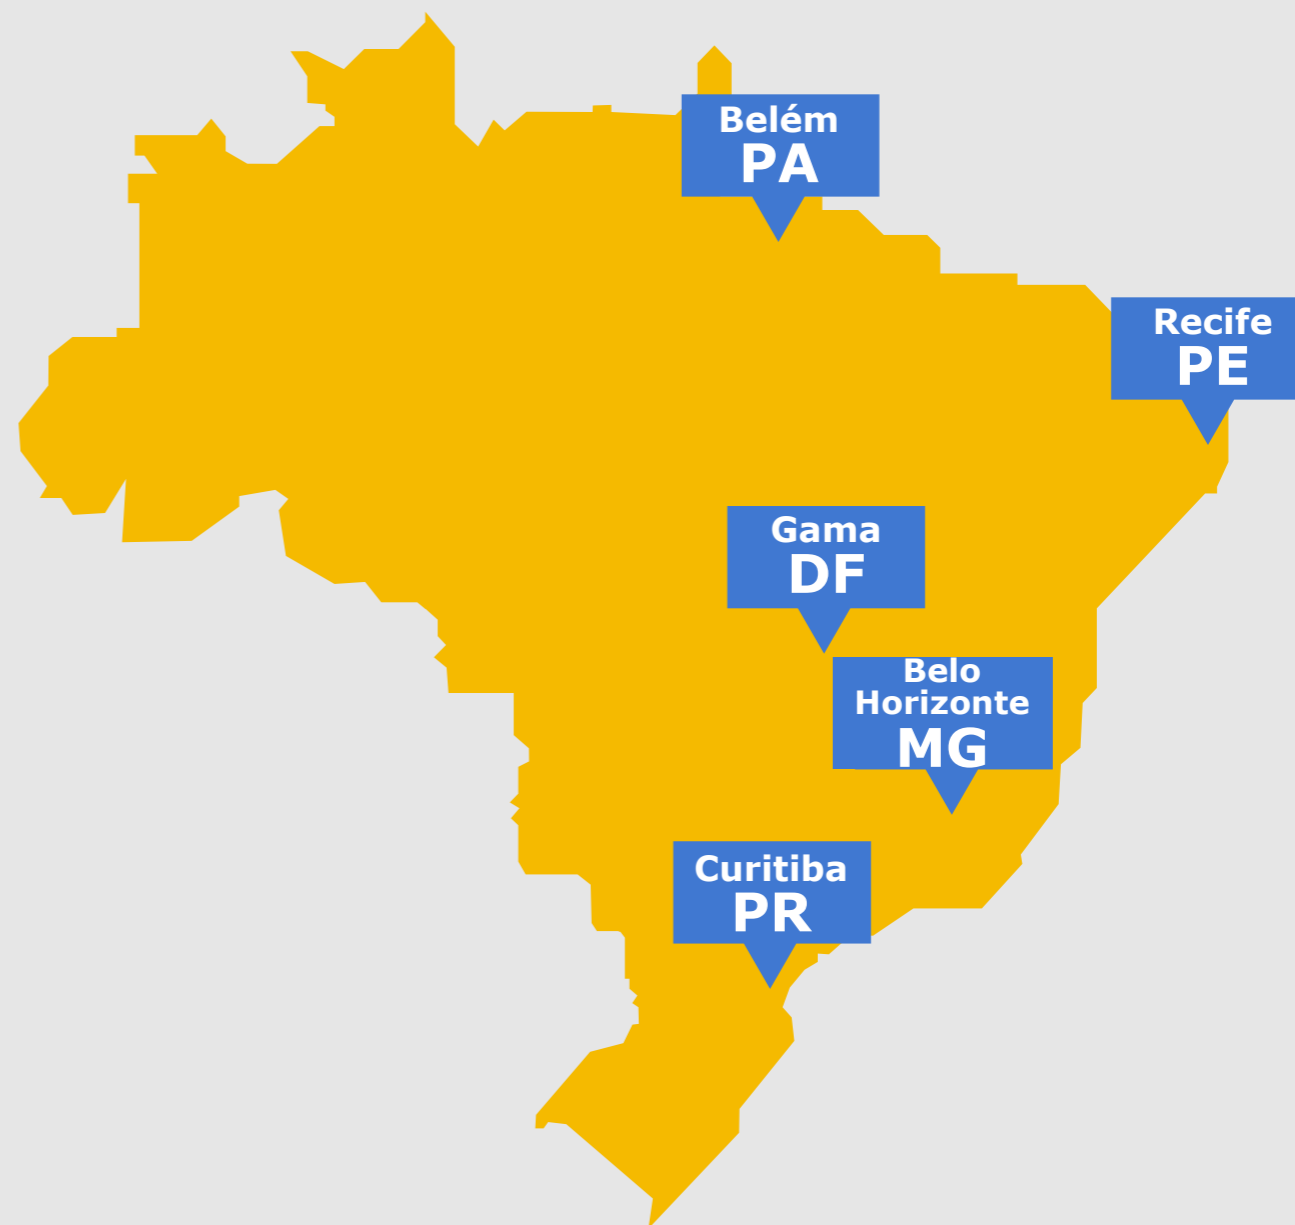 Belém
PA
Recife
PE
Gama
DF
Belo
Horizonte
MG
Curitiba
PR